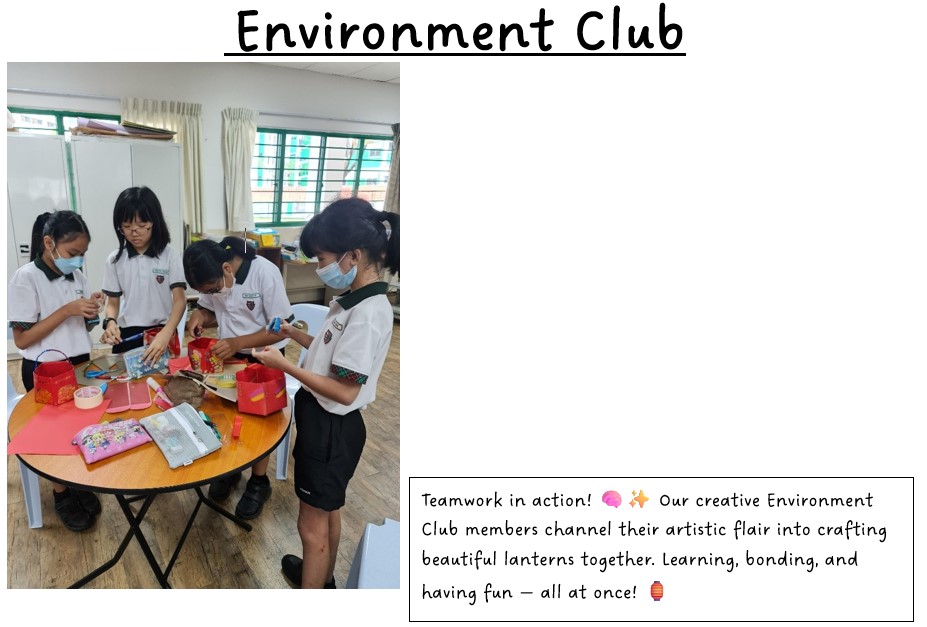 Environment Club
Teamwork in action! 🧠✨ Our creative Environment
Club members channel their artistic flair into crafting
beautiful lanterns together. Learning, bonding, and
having fun – all at once! 🏮